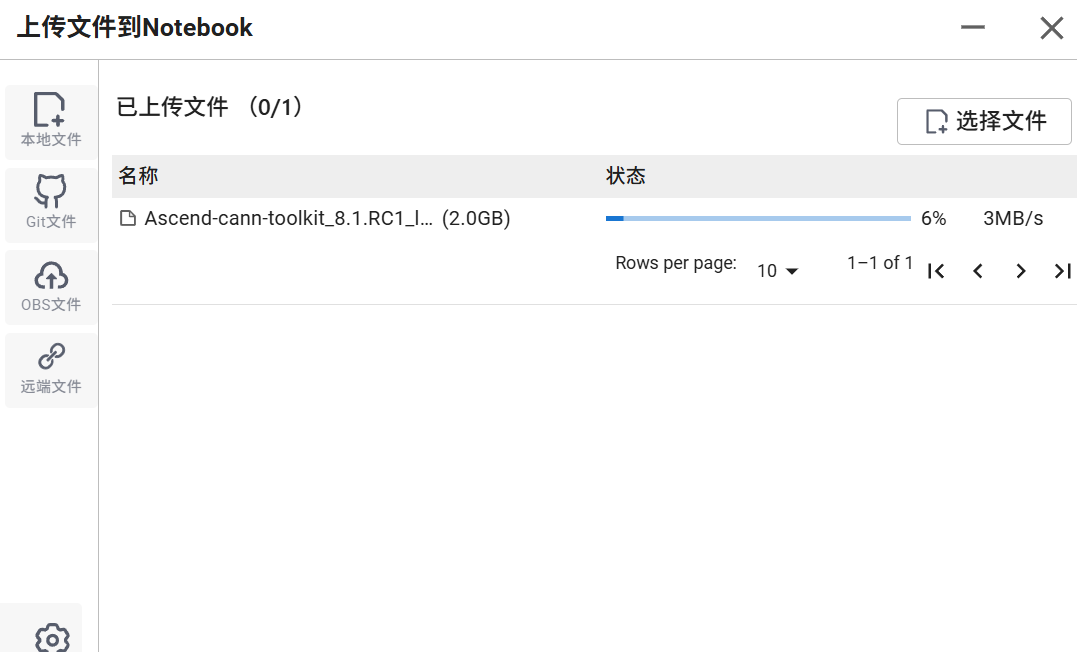 上传文件到Notebook
本地文件
Git文件
OBS文件
远端文件
已上传文件 （0/1）
选择文件
名称 状态
Ascend-cann-toolkit_8.1.RC1_l... (2.0GB) 6% 3MB/s
Rows per page: 10 1–1 of 1